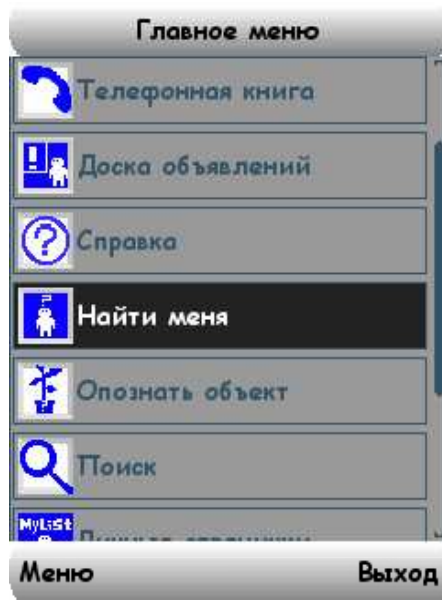 Главное меню
Телефонная книга
Доска объявлений
Справка
Найти меня
Опознать объект
Поиск
MyList
Меню
Выход